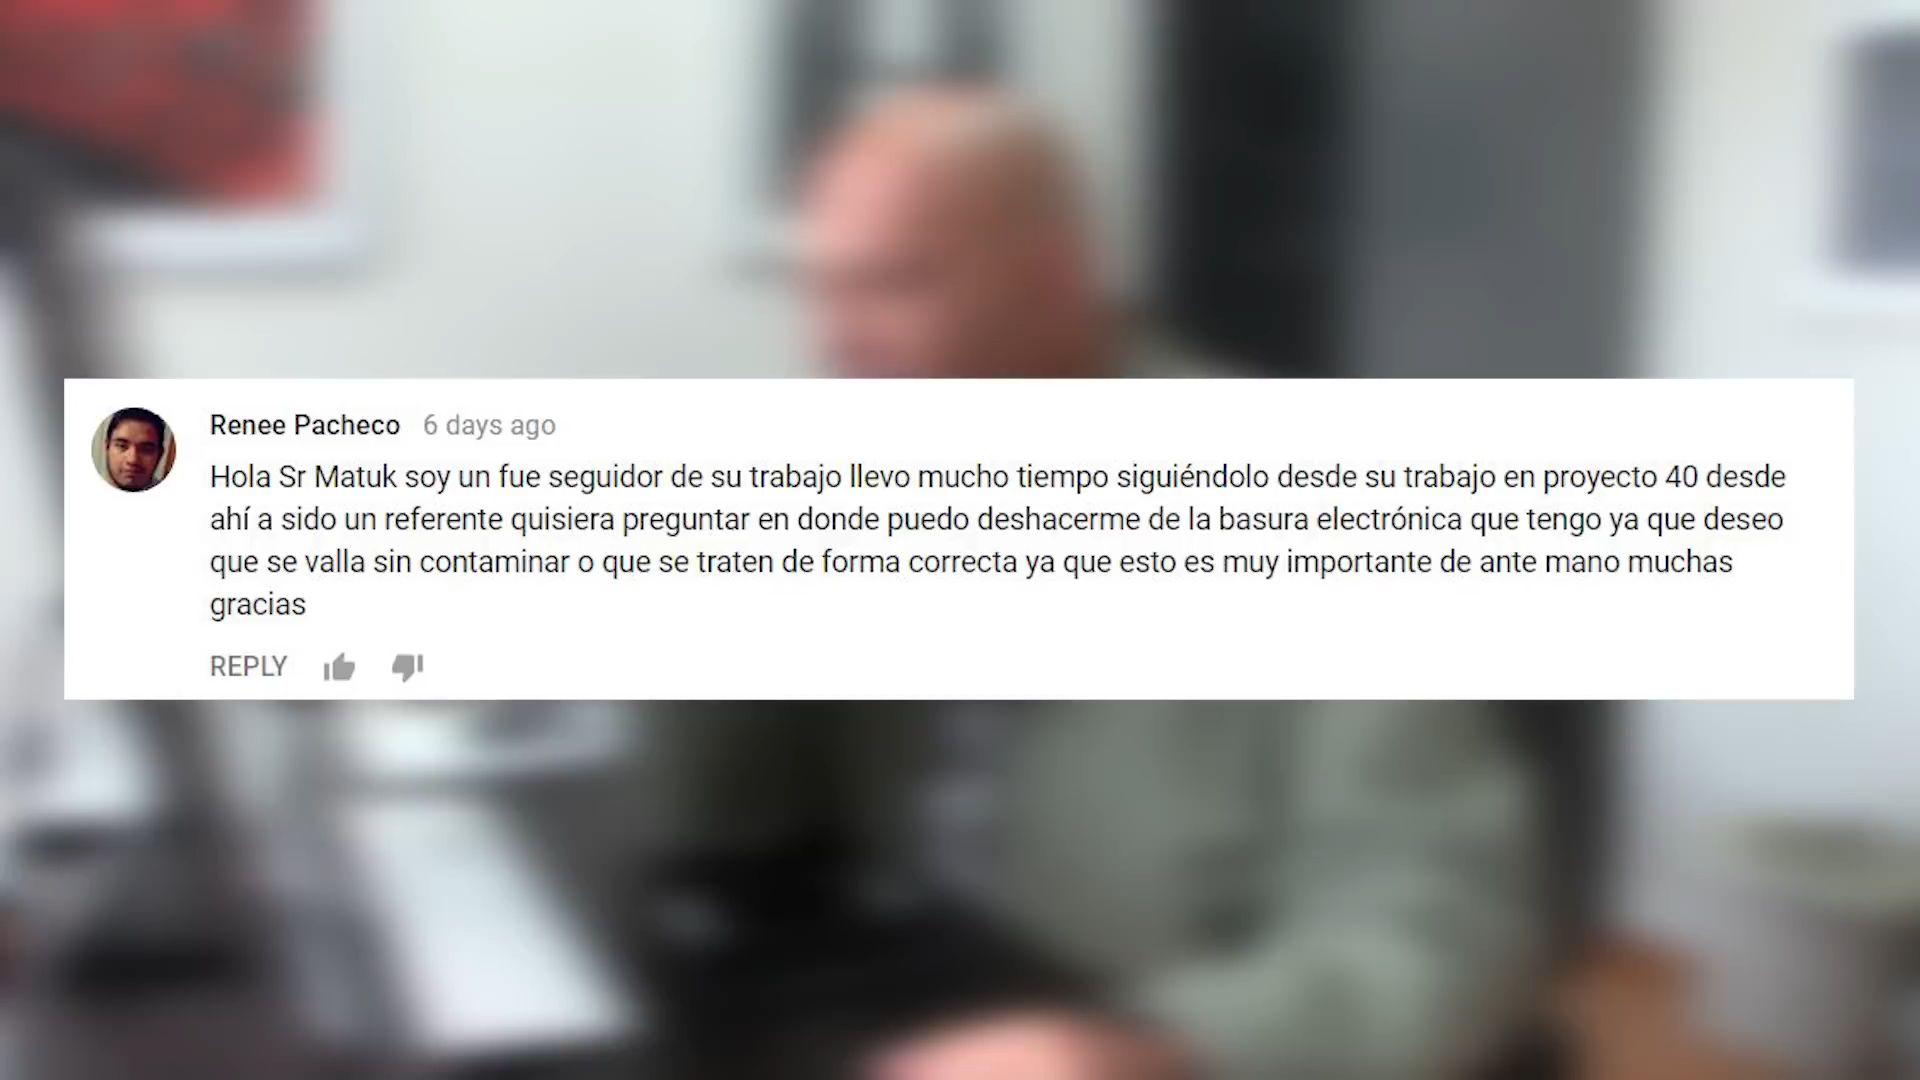 Renee Pacheco 6 days ago
Hola Sr Matuk soy un fue seguidor de su trabajo llevo mucho tiempo siguiéndolo desde su trabajo en proyecto 40 desde
ahí a sido un referente quisiera preguntar en donde puedo deshacerme de la basura electrónica que tengo ya que deseo
que se valla sin contaminar o que se traten de forma correcta ya que esto es muy importante de ante mano muchas
gracias
REPLY